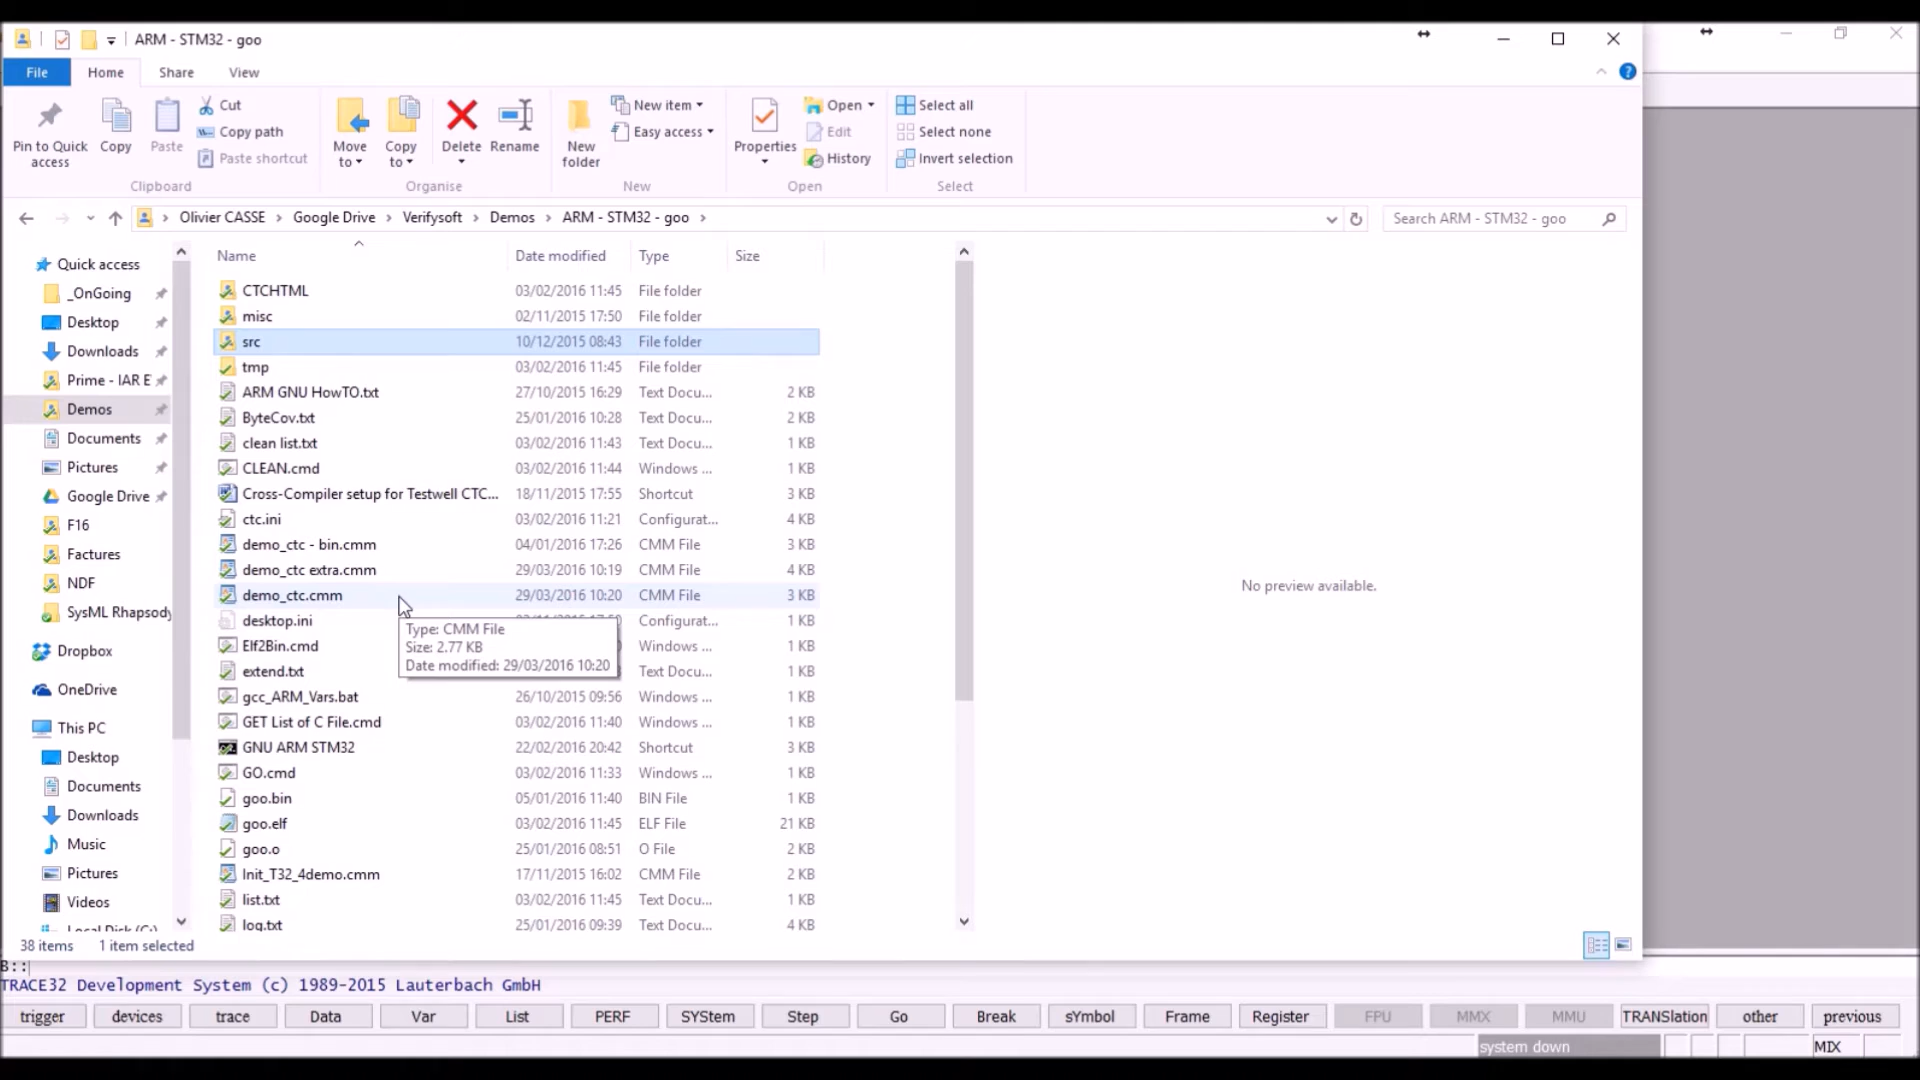 ARM - STM32 - goo
File Home Share View
Pin to Quick access
Copy
Paste
Cut
Copy path
Paste shortcut
Clipboard
Move to
Copy to
Delete
Rename
Organise
New folder
New item
Easy access
New
Properties
Open
Edit
History
Open
Select all
Select none
Invert selection
Select
Olivier CASSE > Google Drive > Verifysoft > Demos > ARM - STM32 - goo >
Search ARM - STM32 - goo
Quick access
_OnGoing
Desktop
Downloads
Prime - IAR E
Demos
Documents
Pictures
Google Drive
F16
Factures
NDF
SysML Rhapsody
Dropbox
OneDrive
This PC
Desktop
Documents
Downloads
Music
Pictures
Videos
Local Disk (C:)
Name Date modified Type Size
CTCHTML 03/02/2016 11:45 File folder
misc 02/11/2015 17:50 File folder
src 10/12/2015 08:43 File folder
tmp 03/02/2016 11:45 File folder
ARM GNU HowTO.txt 27/10/2015 16:29 Text Docu... 2 KB
ByteCov.txt 25/01/2016 10:28 Text Docu... 2 KB
clean list.txt 03/02/2016 11:43 Text Docu... 1 KB
CLEAN.cmd 03/02/2016 11:44 Windows ... 1 KB
Cross-Compiler setup for Testwell CTC... 18/11/2015 17:55 Shortcut 3 KB
ctc.ini 03/02/2016 11:21 Configurat... 4 KB
demo_ctc - bin.cmm 04/01/2016 17:26 CMM File 3 KB
demo_ctc extra.cmm 29/03/2016 10:19 CMM File 4 KB
demo_ctc.cmm 29/03/2016 10:20 CMM File 3 KB
desktop.ini Configurat... 1 KB
Elf2Bin.cmd Windows ... 1 KB
extend.txt Text Docu... 1 KB
gcc_ARM_Vars.bat 26/10/2015 09:56 Windows ... 1 KB
GET List of C File.cmd 03/02/2016 11:40 Windows ... 1 KB
GNU ARM STM32 22/02/2016 20:42 Shortcut 3 KB
GO.cmd 03/02/2016 11:33 Windows ... 1 KB
goo.bin 05/01/2016 11:40 BIN File 1 KB
goo.elf 03/02/2016 11:45 ELF File 21 KB
goo.o 25/01/2016 08:51 O File 2 KB
Init_T32_4demo.cmm 17/11/2015 16:02 CMM File 2 KB
list.txt 03/02/2016 11:45 Text Docu... 1 KB
log.txt 25/01/2016 09:39 Text Docu... 4 KB
Type: CMM File
Size: 2.77 KB
Date modified: 29/03/2016 10:20
No preview available.
38 items 1 item selected
B::
TRACE32 Development System (c) 1989-2015 Lauterbach GmbH
trigger devices trace Data Var List PERF SYStem Step Go Break sYmbol Frame Register FPU MMX MMU TRANSlation other previous
system down MIX